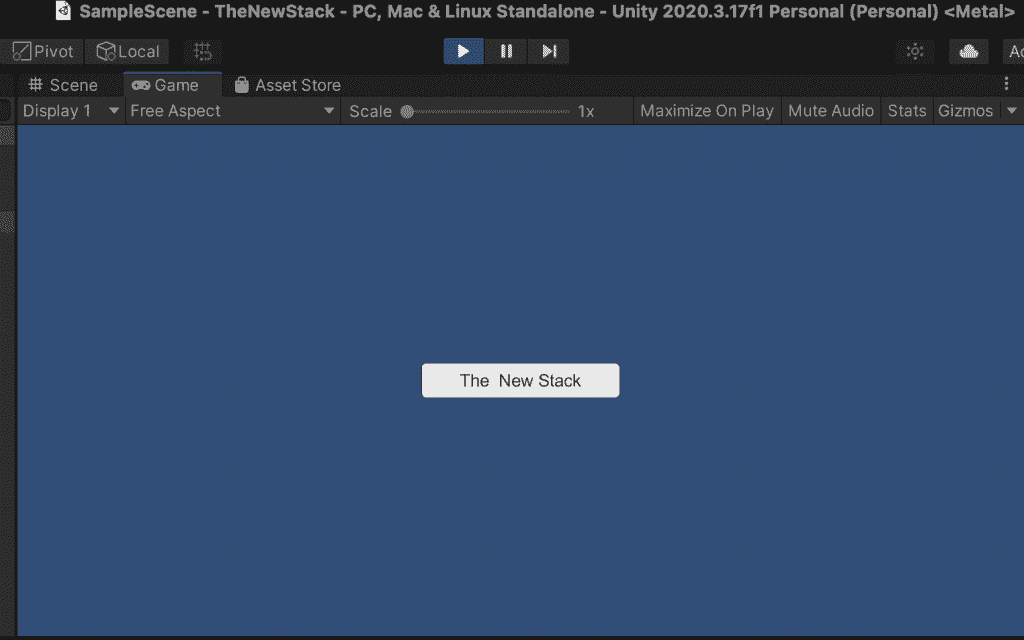 SampleScene - TheNewStack - PC, Mac & Linux Standalone - Unity 2020.3.17f1 Personal (Personal) <Metal>
Pivot Local
Scene Game Asset Store
Display 1 Free Aspect Scale 1x Maximize On Play Mute Audio Stats Gizmos
The  New Stack